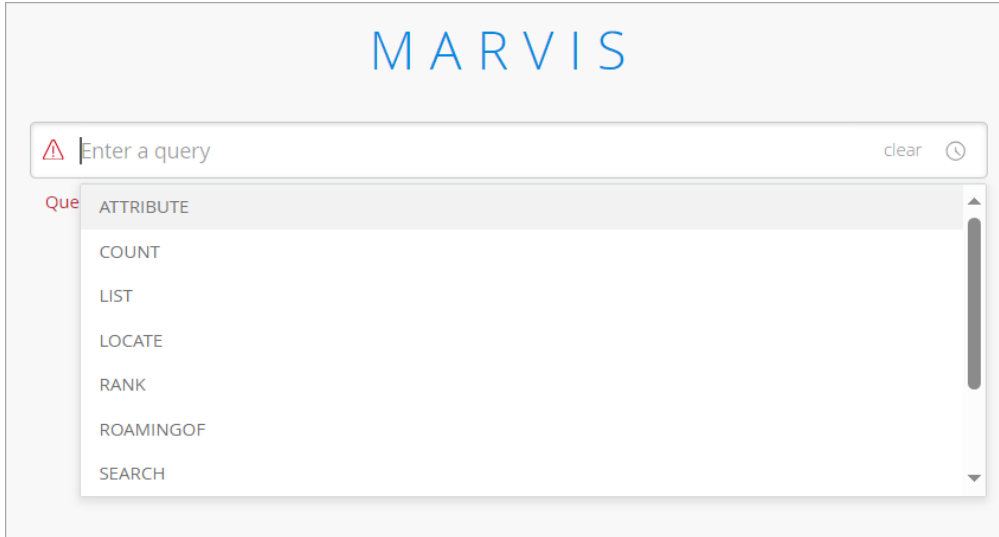 MARVIS
Enter a query
clear
Que
ATTRIBUTE
COUNT
LIST
LOCATE
RANK
ROAMINGOF
SEARCH